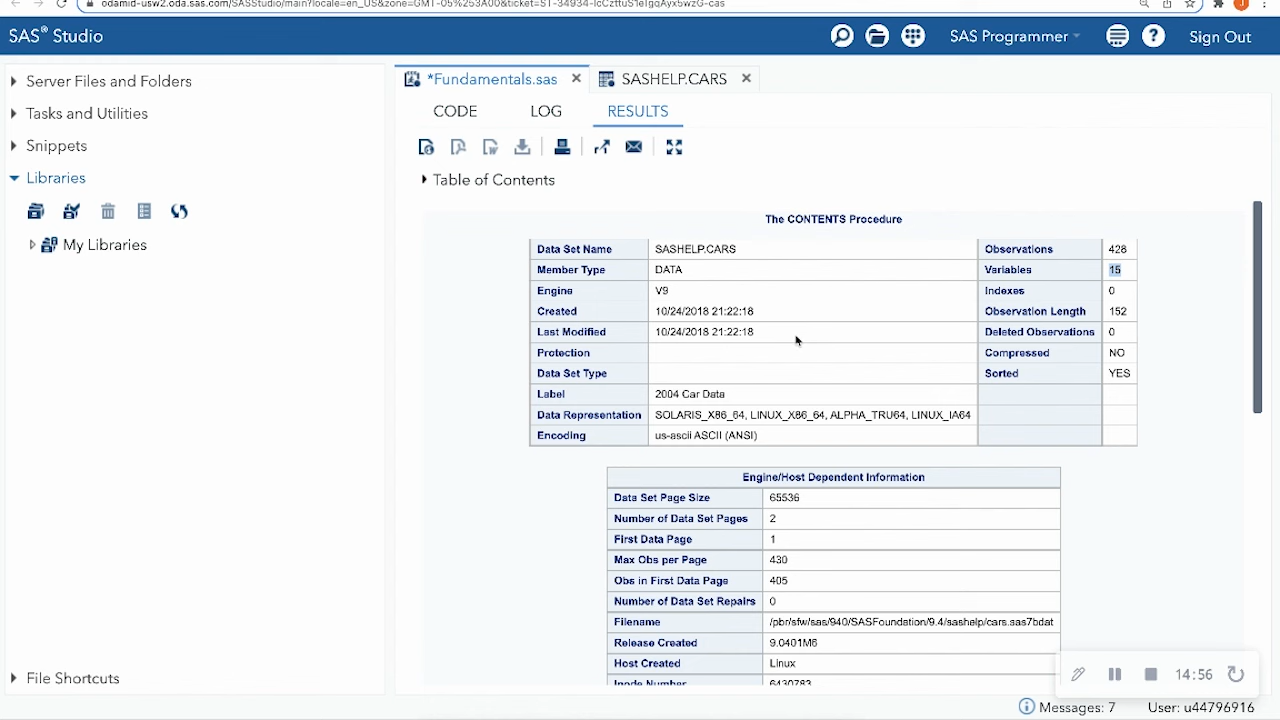 SAS® Studio
SAS Programmer
Sign Out
Server Files and Folders
Tasks and Utilities
Snippets
Libraries
My Libraries
File Shortcuts
*Fundamentals.sas
SASHELP.CARS
CODE LOG RESULTS
Table of Contents
The CONTENTS Procedure
Data Set Name SASHELP.CARS Observations 428
Member Type DATA Variables 15
Engine V9 Indexes 0
Created 10/24/2018 21:22:18 Observation Length 152
Last Modified 10/24/2018 21:22:18 Deleted Observations 0
Protection Compressed NO
Data Set Type Sorted YES
Label 2004 Car Data
Data Representation SOLARIS_X86_64, LINUX_X86_64, ALPHA_TRU64, LINUX_IA64
Encoding us-ascii ASCII (ANSI)
Engine/Host Dependent Information
Data Set Page Size 65536
Number of Data Set Pages 2
First Data Page 1
Max Obs per Page 430
Obs in First Data Page 405
Number of Data Set Repairs 0
Filename /pbr/sfw/sas/940/SASFoundation/9.4/sashelp/cars.sas7bdat
Release Created 9.0401M6
Host Created Linux
Inode Number 6430783
14:56
Messages: 7 User: u44796916